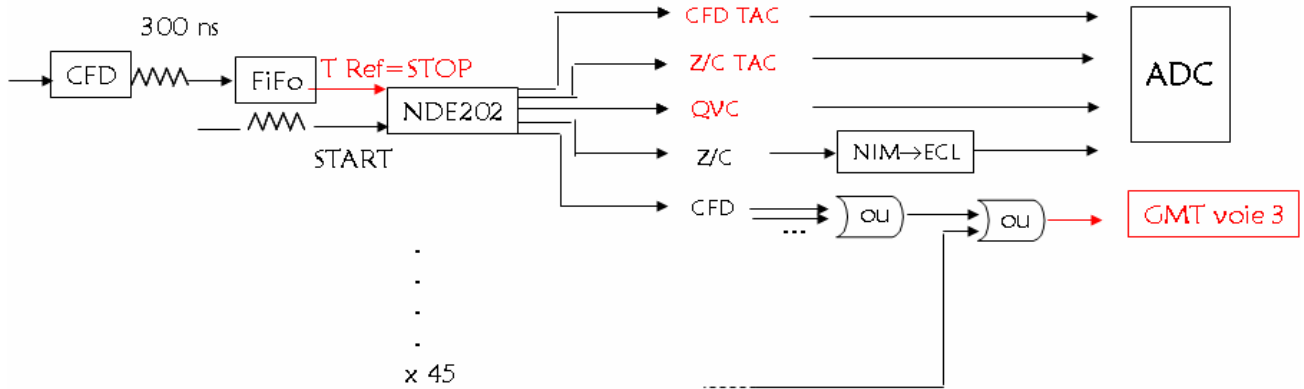 300 ns
CFD
FiFo
T Ref=STOP
NDE202
START
CFD TAC
Z/C TAC
QVC
Z/C
NIM→ECL
ADC
CFD
...
ou
ou
GMT voie 3
x 45